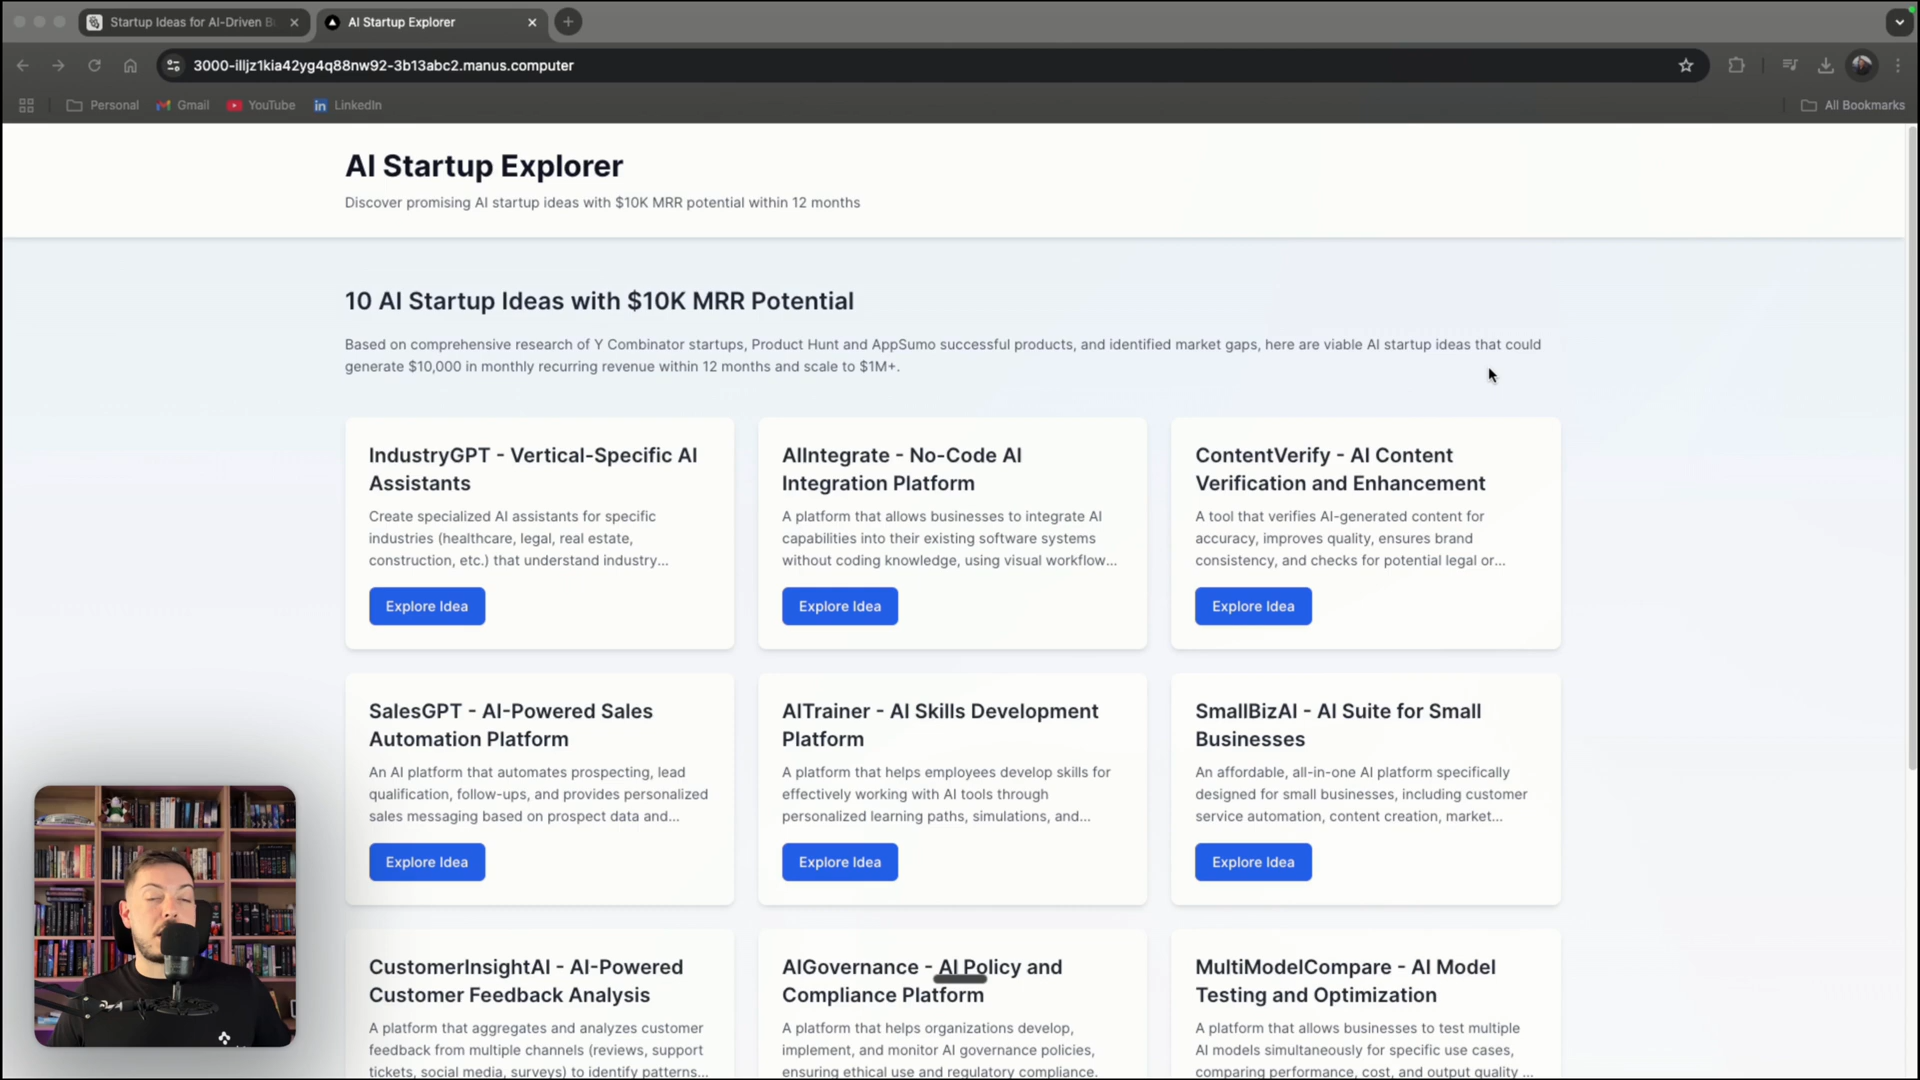 Startup Ideas for AI-Driven B
AI Startup Explorer
3000-illjz1kia42yg4q88nw92-3b13abc2.manus.computer
Personal
Gmail
YouTube
LinkedIn
All Bookmarks
AI Startup Explorer
Discover promising AI startup ideas with $10K MRR potential within 12 months
10 AI Startup Ideas with $10K MRR Potential
Based on comprehensive research of Y Combinator startups, Product Hunt and AppSumo successful products, and identified market gaps, here are viable AI startup ideas that could
generate $10,000 in monthly recurring revenue within 12 months and scale to $1M+.
IndustryGPT - Vertical-Specific AI
Assistants
Create specialized AI assistants for specific
industries (healthcare, legal, real estate,
construction, etc.) that understand industry...
Explore Idea
AIIntegrate - No-Code AI
Integration Platform
A platform that allows businesses to integrate AI
capabilities into their existing software systems
without coding knowledge, using visual workflow...
Explore Idea
ContentVerify - AI Content
Verification and Enhancement
A tool that verifies AI-generated content for
accuracy, improves quality, ensures brand
consistency, and checks for potential legal or...
Explore Idea
SalesGPT - AI-Powered Sales
Automation Platform
An AI platform that automates prospecting, lead
qualification, follow-ups, and provides personalized
sales messaging based on prospect data and...
Explore Idea
AITrainer - AI Skills Development
Platform
A platform that helps employees develop skills for
effectively working with AI tools through
personalized learning paths, simulations, and...
Explore Idea
SmallBizAI - AI Suite for Small
Businesses
An affordable, all-in-one AI platform specifically
designed for small businesses, including customer
service automation, content creation, market...
Explore Idea
CustomerInsightAI - AI-Powered
Customer Feedback Analysis
A platform that aggregates and analyzes customer
feedback from multiple channels (reviews, support
tickets, social media, surveys) to identify patterns...
AIGovernance - AI Policy and
Compliance Platform
A platform that helps organizations develop,
implement, and monitor AI governance policies,
ensuring ethical use and regulatory compliance.
MultiModelCompare - AI Model
Testing and Optimization
A platform that allows businesses to test multiple
AI models simultaneously for specific use cases,
comparing performance, cost, and output quality ...